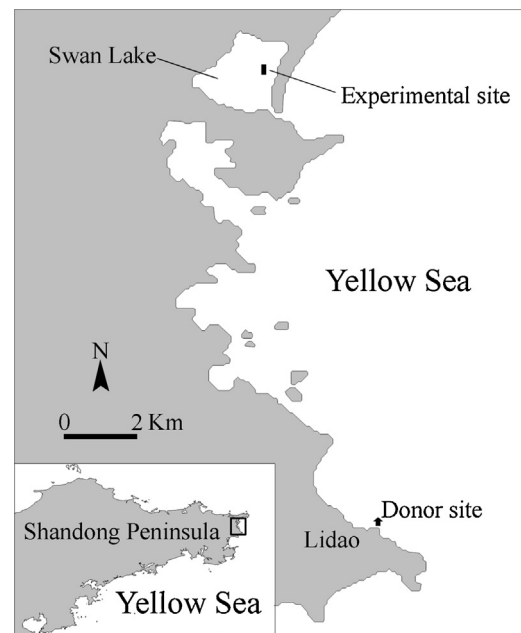 Swan Lake
Experimental site
Yellow Sea
N
0 2 Km
Donor site
Lidao
Shandong Peninsula
Yellow Sea